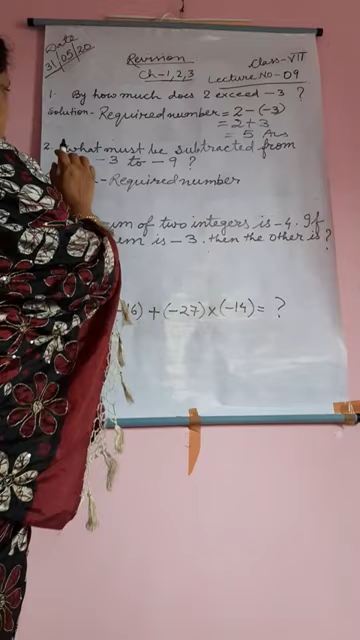 Date
31/05/20
Revision
Class-VII
Ch-1,2,3
Lecture No-09
1. By how much does 2 exceed -3 ?
Solution- Required number = 2-(-3)
= 2+3
= 5 Ans
2. What must be subtracted from
-3 to -9 ?
- Required number
um of two integers is -4. If
em is -3. then the other is ?
16) + (-27) × (-14) = ?